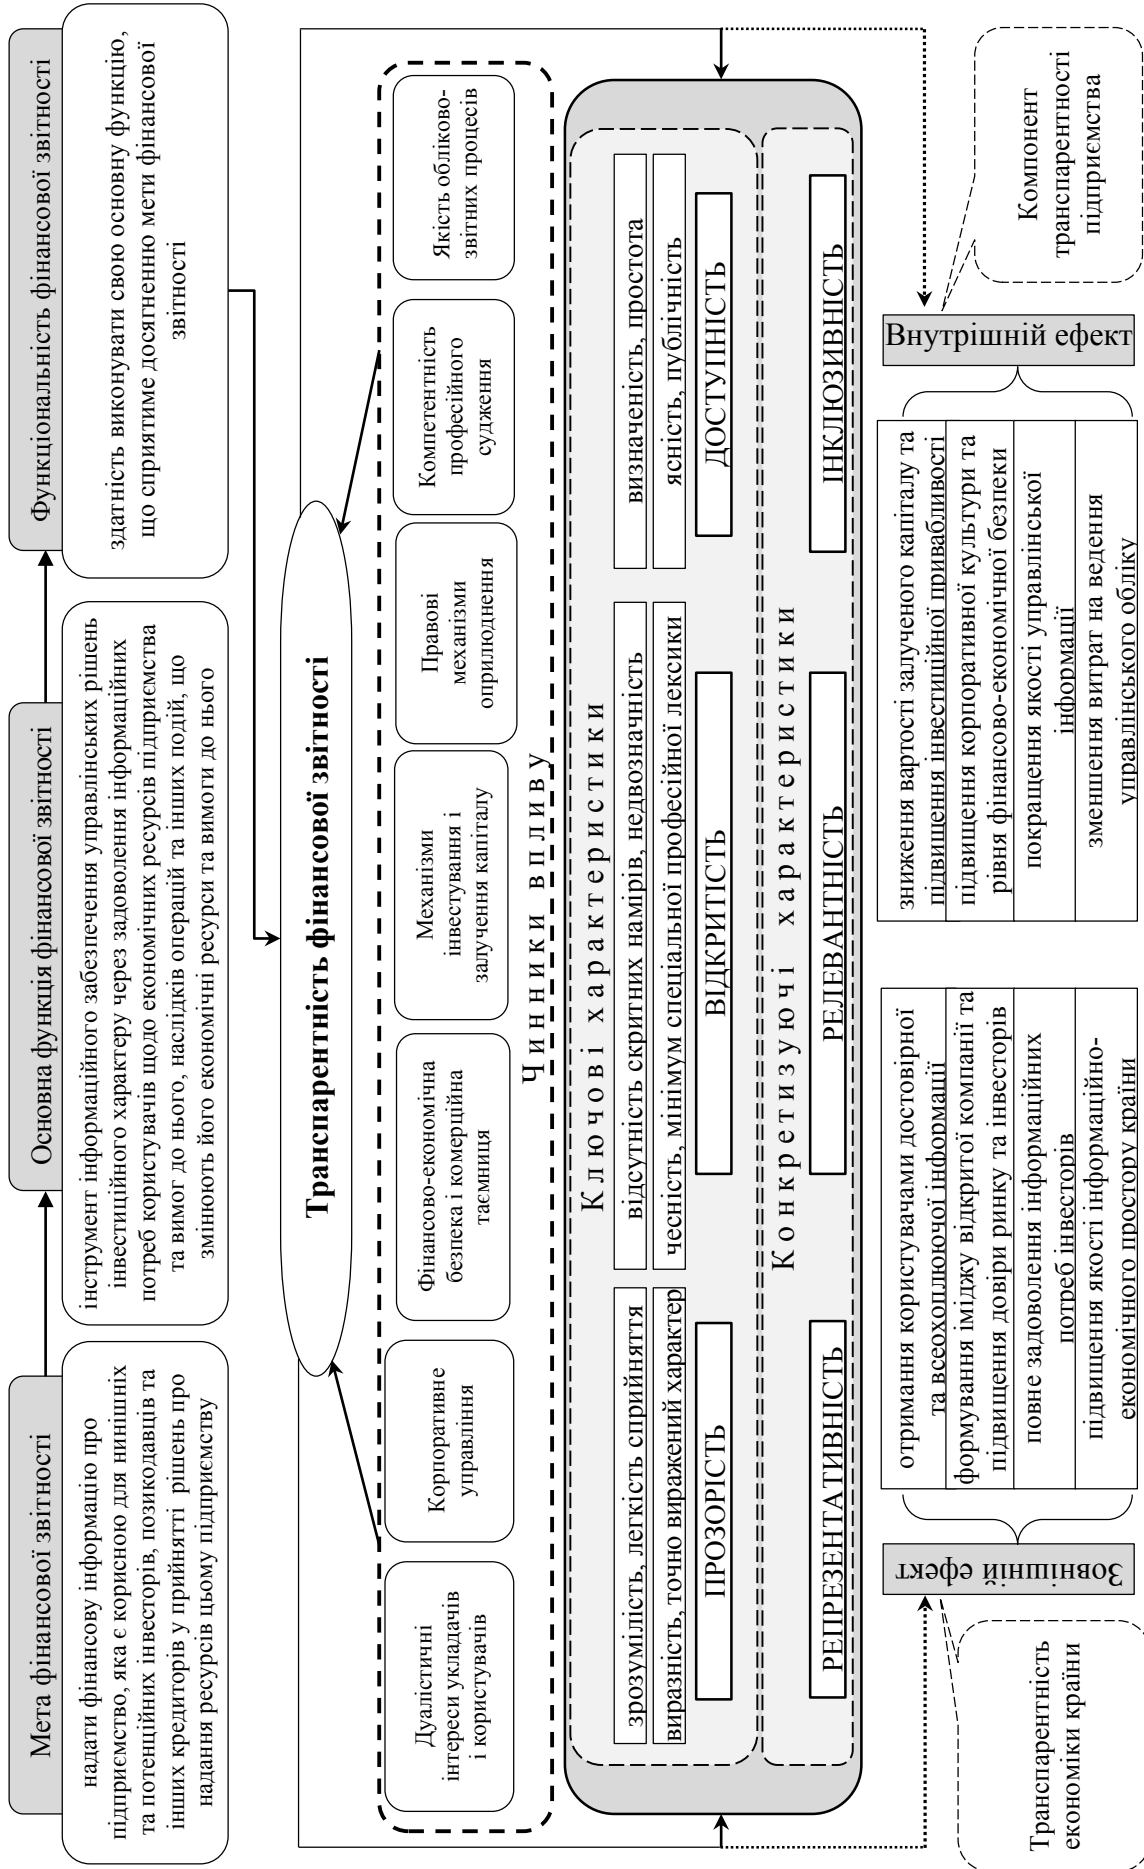 Мета фінансової звітності
надати фінансову інформацію про
підприємство, яка є корисною для нинішніх
та потенційних інвесторів, позикодавців та
інших кредиторів у прийнятті рішень про
надання ресурсів цьому підприємству
Основна функція фінансової звітності
інструмент інформаційного забезпечення управлінських рішень
інвестиційного характеру через задоволення інформаційних
потреб користувачів щодо економічних ресурсів підприємства
та вимог до нього, наслідків операцій та інших подій, що
змінюють його економічні ресурси та вимоги до нього
Функціональність фінансової звітності
здатність виконувати свою основну функцію,
що сприятиме досягненню мети фінансової
звітності
Транспарентність фінансової звітності
Дуалістичні
інтереси укладачів
і користувачів
Корпоративне
управління
Фінансово-економічна
безпека і комерційна
таємниця
Механізми
інвестування і
залучення капіталу
Правові
механізми
оприлюднення
Компетентність
професійного
судження
Якість обліково-
звітних процесів
Чинники впливу
Ключові характеристики
зрозумілість, легкість сприйняття
виразність, точно виражений характер
ПРОЗОРІСТЬ
відсутність скритних намірів, недвозначність
чесність, мінімум спеціальної професійної лексики
ВІДКРИТІСТЬ
визначеність, простота
ясність, публічність
ДОСТУПНІСТЬ
Конкретизуючі характеристики
РЕПРЕЗЕНТАТИВНІСТЬ
РЕЛЕВАНТНІСТЬ
ІНКЛЮЗИВНІСТЬ
Зовнішній ефект
отримання користувачами достовірної
та всеохоплюючої інформації
формування іміджу відкритої компанії та
підвищення довіри ринку та інвесторів
повне задоволення інформаційних
потреб інвесторів
підвищення якості інформаційно-
економічного простору країни
зниження вартості залученого капіталу та
підвищення інвестиційної привабливості
підвищення корпоративної культури та
рівня фінансово-економічної безпеки
покращення якості управлінської
інформації
зменшення витрат на ведення
управлінського обліку
Внутрішній ефект
Транспарентність
економіки країни
Компонент
транспарентності
підприємства